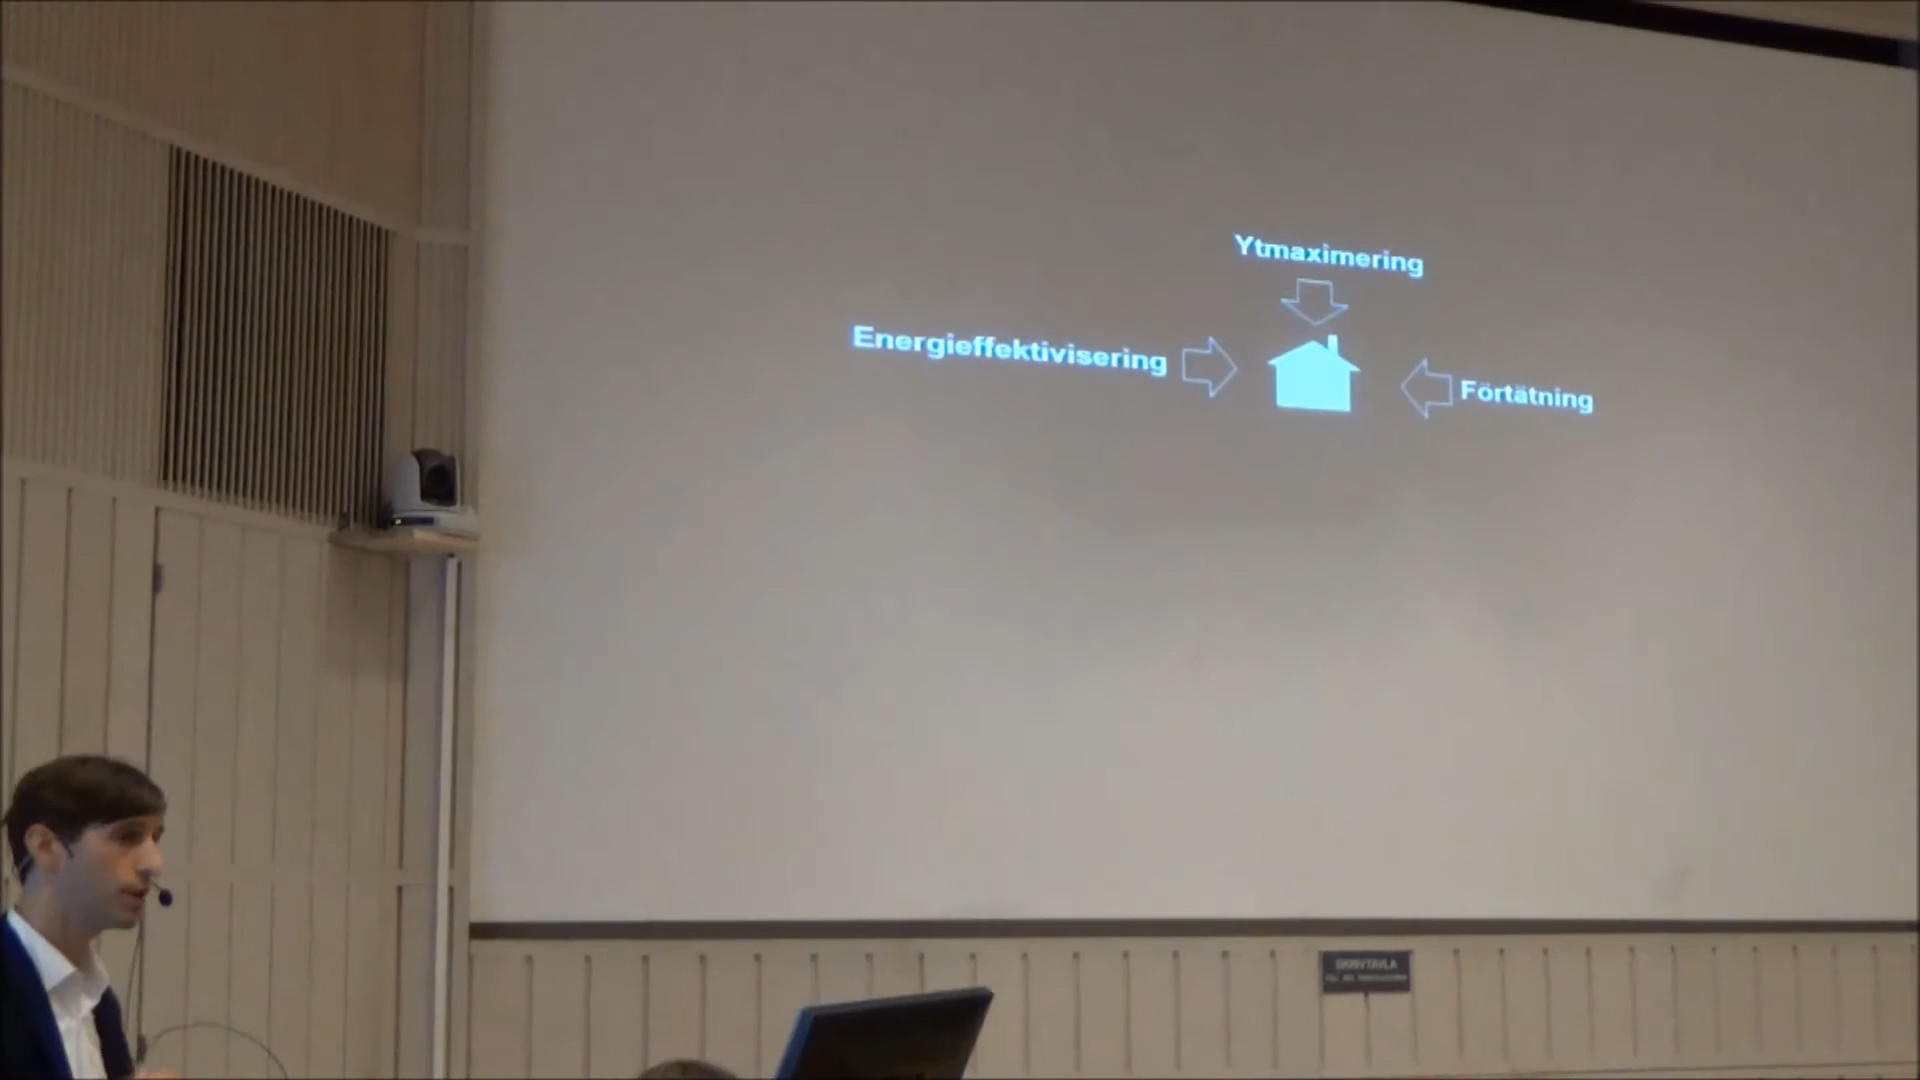 Ytmaximering
Energieffektivisering
Förtätning
SKRIVTAVLA